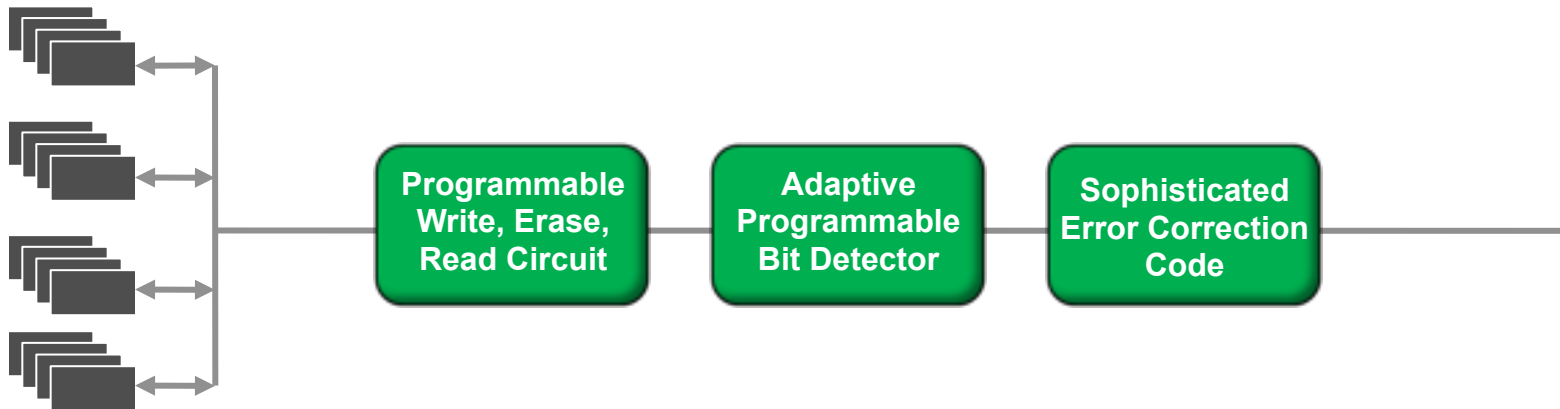 Programmable
Write, Erase,
Read Circuit
Adaptive
Programmable
Bit Detector
Sophisticated
Error Correction
Code